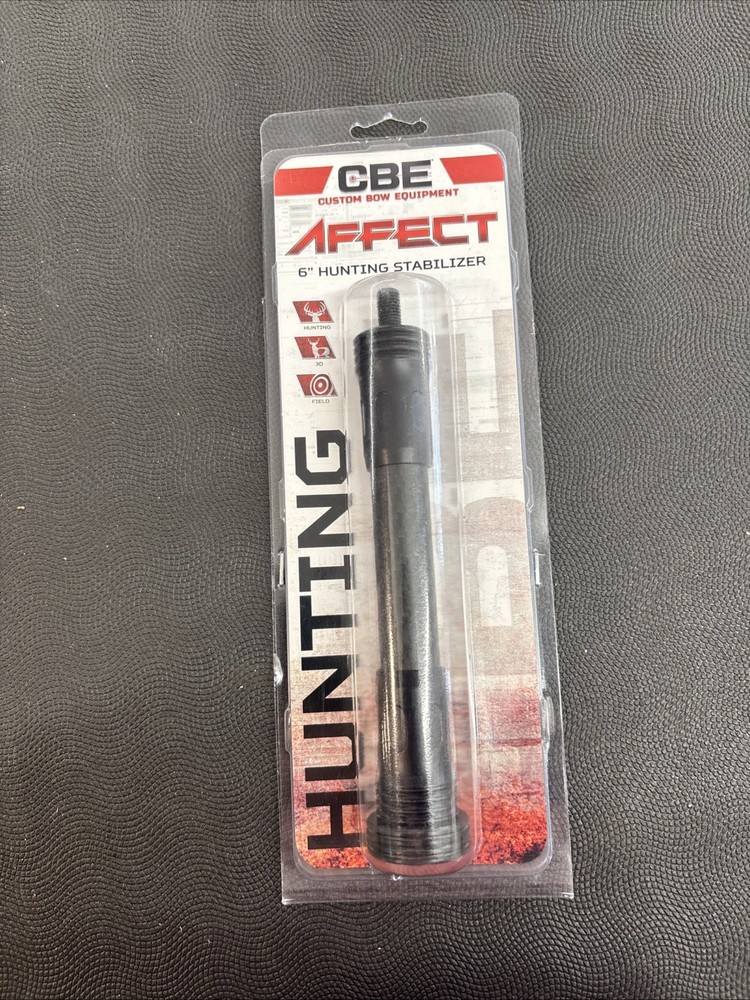 CBE
CUSTOM BOW EQUIPMENT
AFFECT
6" HUNTING STABILIZER
HUNTING
3D
FIELD
HUNTING